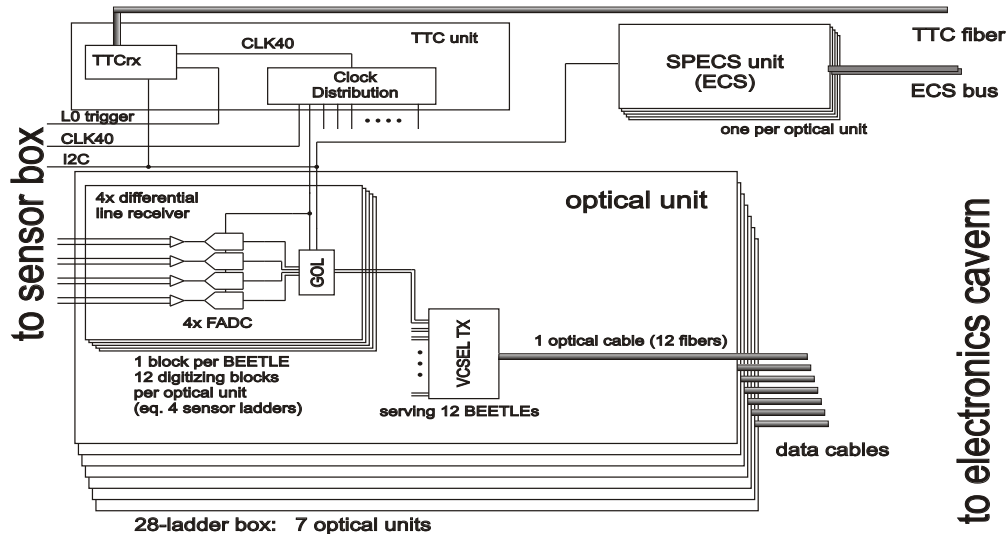 TTC fiber
TTC unit
CLK40
TTCrx
Clock
Distribution
SPECS unit
(ECS)
ECS bus
one per optical unit
L0 trigger
CLK40
I2C
to sensor box
optical unit
4x differential
line receiver
GOL
4x FADC
1 block per BEETLE
12 digitizing blocks
per optical unit
(eq. 4 sensor ladders)
VCSEL TX
1 optical cable (12 fibers)
serving 12 BEETLEs
data cables
to electronics cavern
28-ladder box: 7 optical units